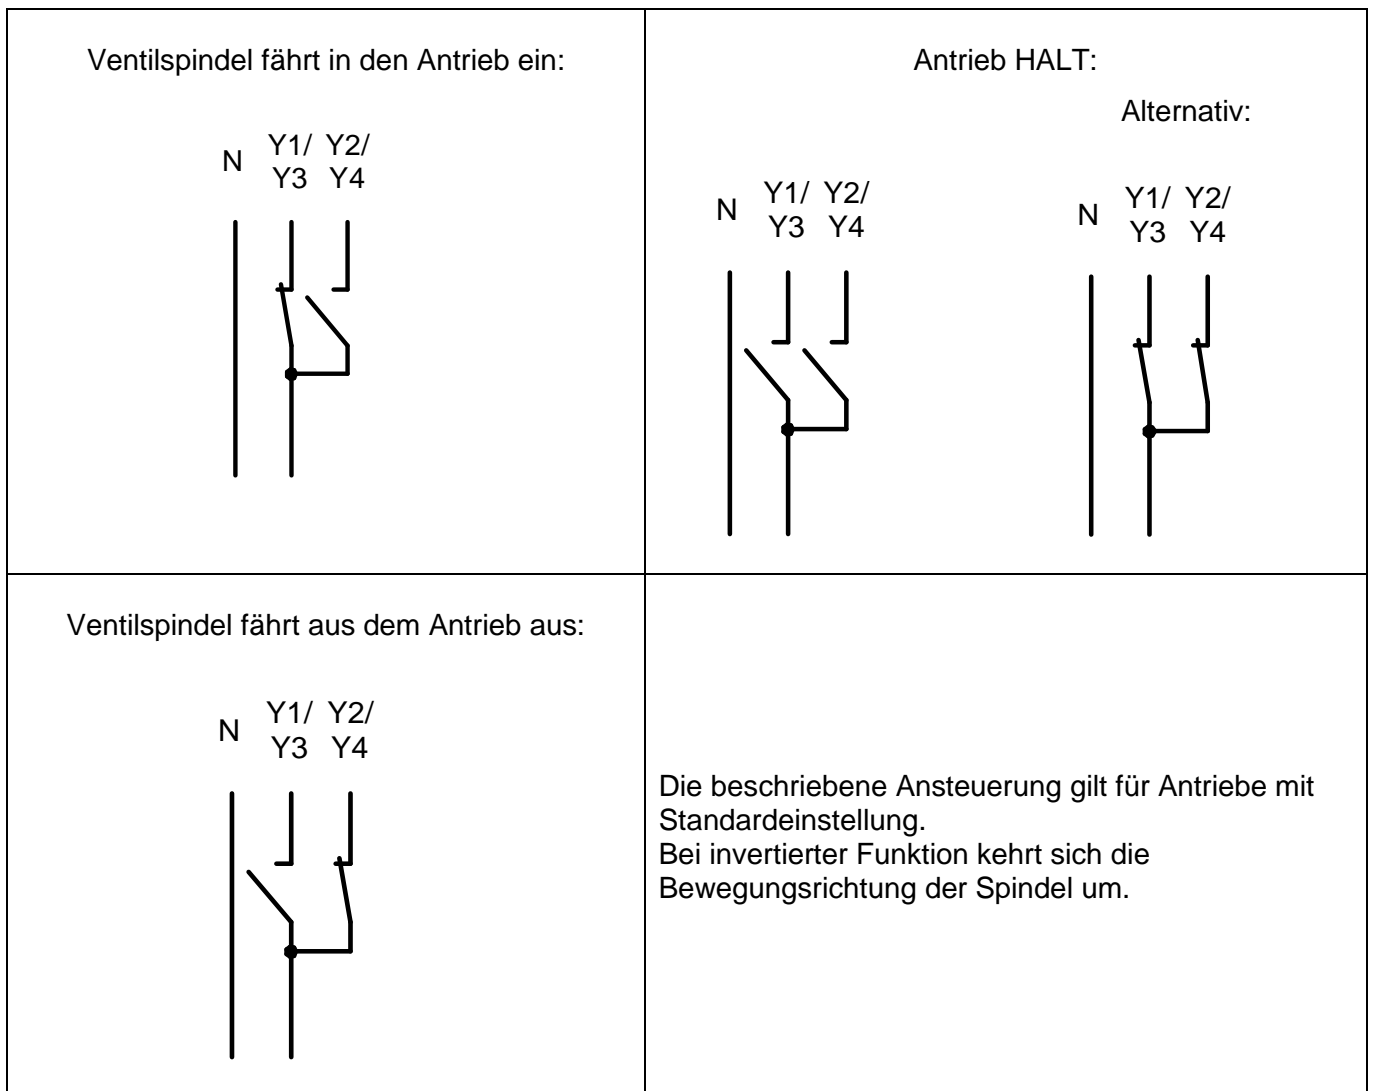 Ventilspindel fährt in den Antrieb ein:
N Y1/ Y2/
Y3 Y4
Antrieb HALT:
Alternativ:
N Y1/ Y2/
Y3 Y4
N Y1/ Y2/
Y3 Y4
Ventilspindel fährt aus dem Antrieb aus:
N Y1/ Y2/
Y3 Y4
Die beschriebene Ansteuerung gilt für Antriebe mit
Standardeinstellung.
Bei invertierter Funktion kehrt sich die
Bewegungsrichtung der Spindel um.